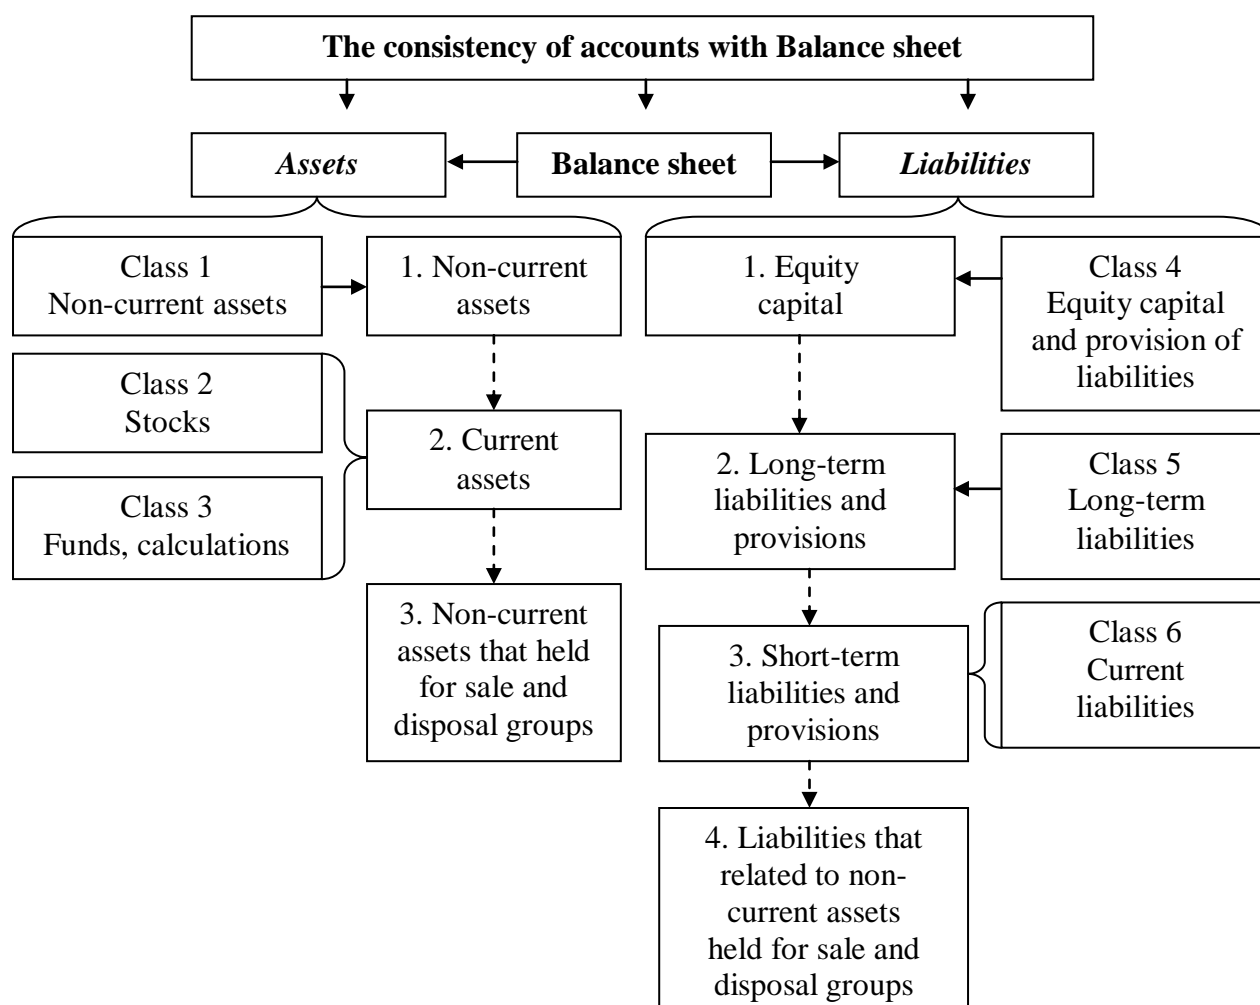 The consistency of accounts with Balance sheet
Assets
Balance sheet
Liabilities
Class 1
Non-current assets
1. Non-current
assets
1. Equity
capital
Class 4
Equity capital
and provision of
liabilities
Class 2
Stocks
2. Current
assets
2. Long-term
liabilities and
provisions
Class 5
Long-term
liabilities
Class 3
Funds, calculations
3. Non-current
assets that held
for sale and
disposal groups
3. Short-term
liabilities and
provisions
Class 6
Current
liabilities
4. Liabilities that
related to non-
current assets
held for sale and
disposal groups